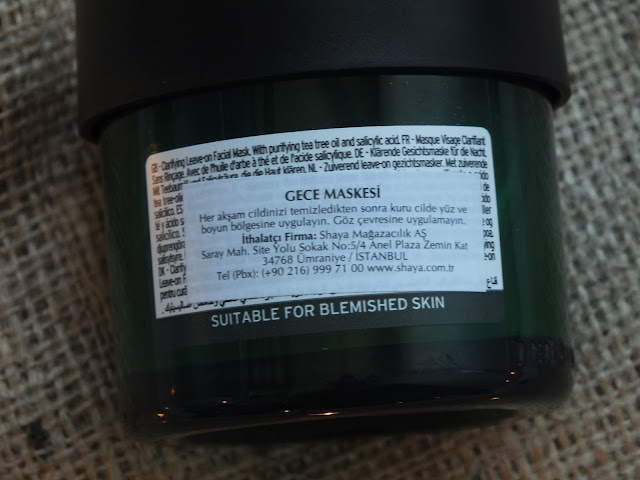 GB - Clarifying Leave-on Facial Mask. With purifying tea tree oil and salicylic acid. FR - Masque Visage Clarifiant
Sans Rinçage. Avec de l'huile d'arbre à thé et de l'acide salicylique. DE - Klärende Gesichtsmaske für die Nacht.
Mit Teebaum die Haut klären. NL - Zuiverend leave-on gezichtsmasker. Met zuiverende
GECE MASKESİ
Her akşam cildinizi temizledikten sonra kuru cilde yüz ve
boyun bölgesine uygulayın. Göz çevresine uygulamayın.
İthalatçı Firma: Shaya Mağazacılık AŞ
Saray Mah. Site Yolu Sokak No:5/4 Anel Plaza Zemin Kat
34768 Ümraniye / İSTANBUL
Tel (Pbx): (+90 216) 999 71 00 www.shaya.com.tr
SUITABLE FOR BLEMISHED SKIN